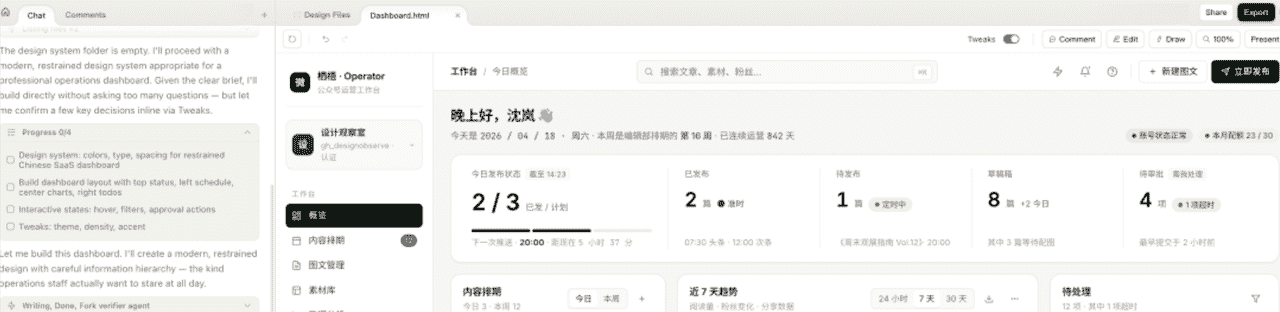 Chat
Comments
+
Design Files
Dashboard.html
×
Share
Export
The design system folder is empty. I'll proceed with a
modern, restrained design system appropriate for a
professional operations dashboard. Given the clear brief, I'll
build directly without asking too many questions — but let
me confirm a few key decisions inline via Tweaks.
Progress 0/4
Design system: colors, type, spacing for restrained
Chinese SaaS dashboard
Build dashboard layout with top status, left schedule,
center charts, right todos
Interactive states: hover, filters, approval actions
Tweaks: theme, density, accent
Let me build this dashboard. I'll create a modern, restrained
design with careful information hierarchy — the kind
operations staff actually want to stare at all day.
Writing, Done, Fork verifier agent
Tweaks
Comment
Edit
Draw
100%
Present
微
栖梧 · Operator
公众号运营工作台
设
设计观察室
gh_designobserve ·
认证
工作台
概览
内容排期
12
图文管理
素材库
工作台 / 今日概览
搜索文章、素材、粉丝...
+ 新建图文
立即发布
晚上好，沈岚
今天是 2026 / 04 / 18 · 周六 · 本周是编辑部排期的 第 16 周 · 已连续运营 842 天
账号状态正常
本月配额 23 / 30
今日发布状态 截至 14:23
2 / 3 已发 / 计划
下一次推送 · 20:00 · 距现在 5 小时 37 分
已发布
2 篇 准时
07:30 头条 · 12:00 次条
待发布
1 篇 定时中
《周末观展指南 Vol.12》· 20:00
草稿箱
8 篇 +2 今日
其中 3 篇等待配图
待审批 需我处理
4 项 1 项超时
最早提交于 2 小时前
内容排期
今日 3 · 本周 12
今日 本周 +
近 7 天趋势
阅读量 · 粉丝变化 · 分享数据
24 小时 7 天 30 天
待处理
12 项 · 其中 1 项超时